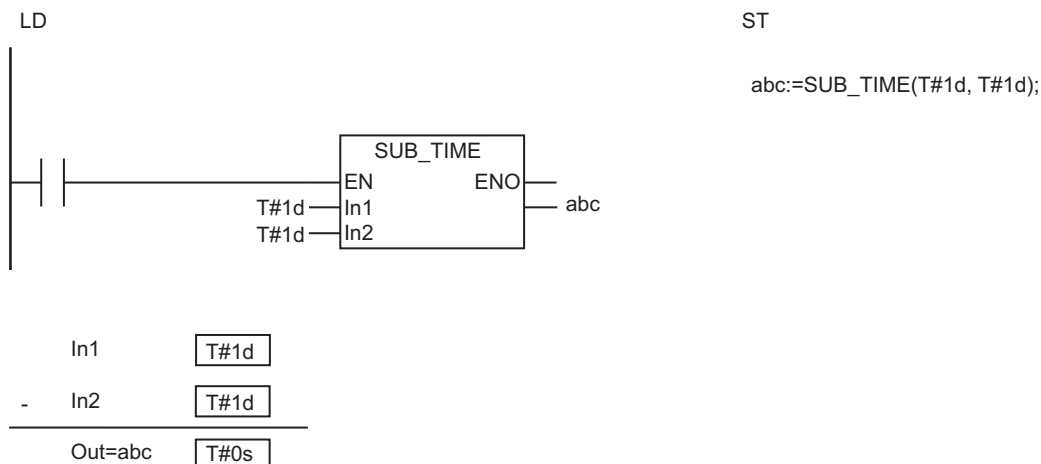 LD
ST
abc:=SUB_TIME(T#1d, T#1d);
SUB_TIME
EN ENO
T#1d In1 abc
T#1d In2
In1 T#1d
- In2 T#1d
Out=abc T#0s